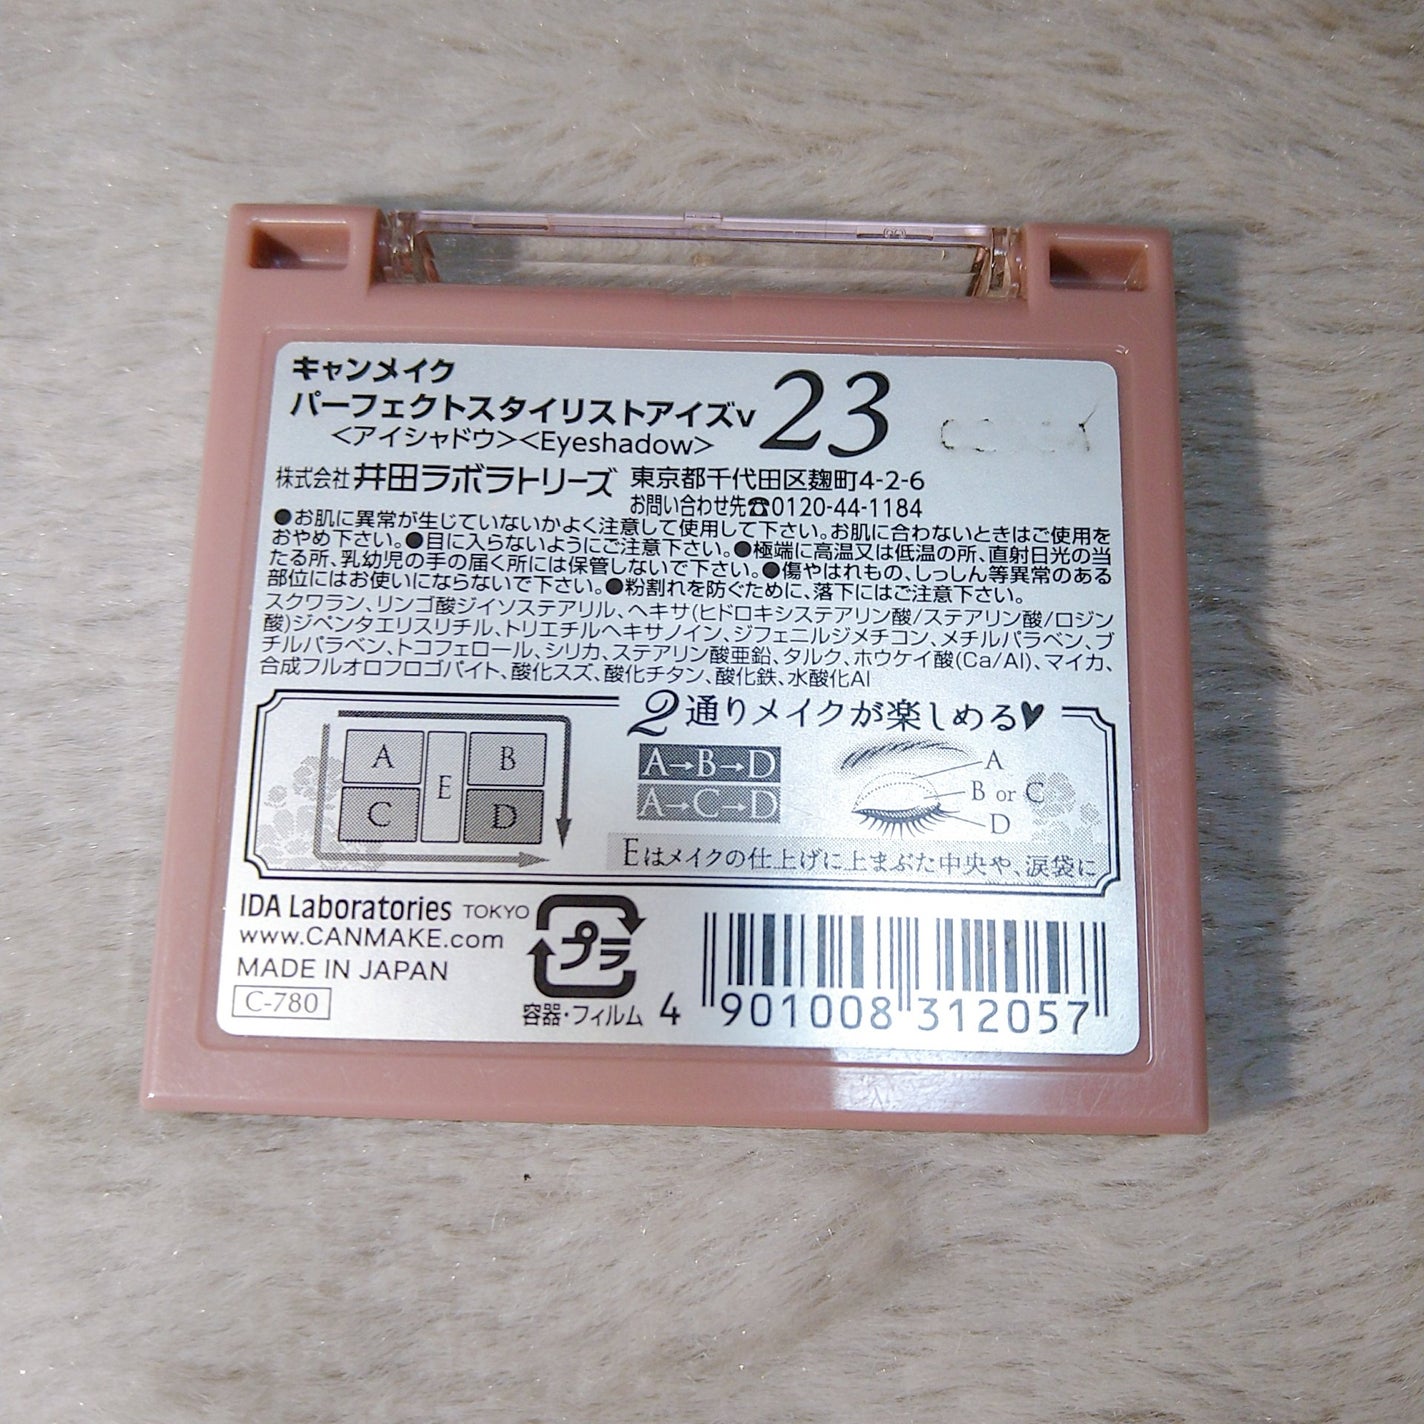 キャンメイク
パーフェクトスタイリストアイズv 23
<アイシャドウ><Eyeshadow>
株式会社 井田ラボラトリーズ 東京都千代田区麹町4-2-6
お問い合わせ先☎0120-44-1184
●お肌に異常が生じていないかよく注意して使用して下さい。お肌に合わないときはご使用を
おやめ下さい。●目に入らないようにご注意下さい。●極端に高温又は低温の所、直射日光の当
たる所、乳幼児の手の届く所には保管しないで下さい。●傷やはれもの、しっしん等異常のある
部位にはお使いにならないで下さい。●粉割れを防ぐために、落下にはご注意下さい。
スクワラン、リンゴ酸ジイソステアリル、ヘキサ(ヒドロキシステアリン酸/ステアリン酸/ロジン
酸)ジペンタエリスリチル、トリエチルヘキサノイン、ジフェニルジメチコン、メチルパラベン、ブ
チルパラベン、トコフェロール、シリカ、ステアリン酸亜鉛、タルク、ホウケイ酸(Ca/Al)、マイカ、
合成フルオロフロゴパイト、酸化スズ、酸化チタン、酸化鉄、水酸化Al
2通りメイクが楽しめる♥
A E B
C D
A→B→D
A→C→D
A
B or C
D
Eはメイクの仕上げに上まぶた中央や、涙袋に
IDA Laboratories TOKYO
www.CANMAKE.com
MADE IN JAPAN
C-780
プラ
容器・フィルム
4 901008 312057